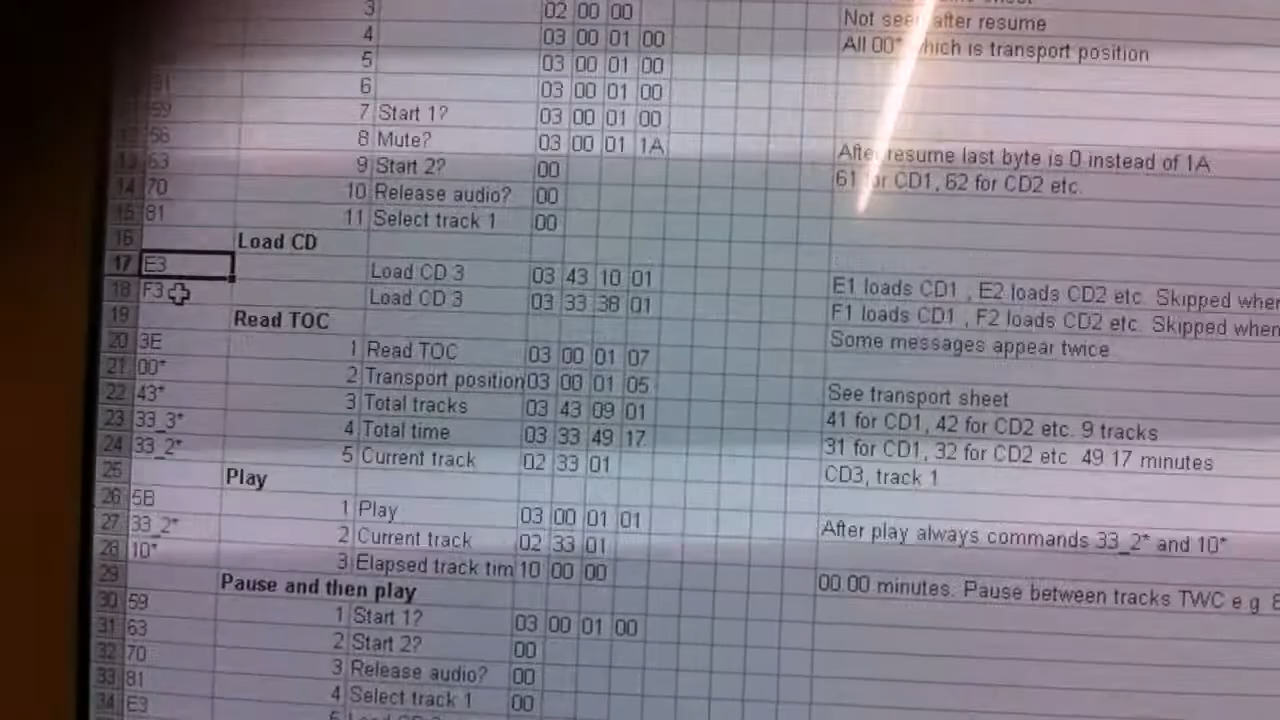 3 02 00 00
Not seen after resume
4 03 00 01 00 All 00* which is transport position
5 03 00 01 00
6 03 00 01 00
59 7 Start 1? 03 00 01 00
56 8 Mute? 03 00 01 1A
13 63 9 Start 2? 00 After resume last byte is 0 instead of 1A
14 70 10 Release audio? 00 61 for CD1, 62 for CD2 etc.
15 81 11 Select track 1 00
16 Load CD
17 E3 Load CD 3 03 43 10 01 E1 loads CD1 , E2 loads CD2 etc. Skipped when
18 F3 Load CD 3 03 33 38 01 F1 loads CD1 , F2 loads CD2 etc. Skipped when
19 Read TOC Some messages appear twice
20 3E 1 Read TOC 03 00 01 07
21 00* 2 Transport position 03 00 01 05 See transport sheet
22 43* 3 Total tracks 03 43 09 01 41 for CD1, 42 for CD2 etc. 9 tracks
23 33_3* 4 Total time 03 33 49 17 31 for CD1, 32 for CD2 etc. 49 17 minutes
24 33_2* 5 Current track 02 33 01 CD3, track 1
25 Play
26 5B 1 Play 03 00 01 01 After play always commands 33_2* and 10*
27 33_2* 2 Current track 02 33 01
28 10* 3 Elapsed track tim 10 00 00 00.00 minutes. Pause between tracks TWC e.g.
29 Pause and then play
30 59 1 Start 1? 03 00 01 00
31 63 2 Start 2? 00
32 70 3 Release audio? 00
33 81 4 Select track 1 00
34 E3